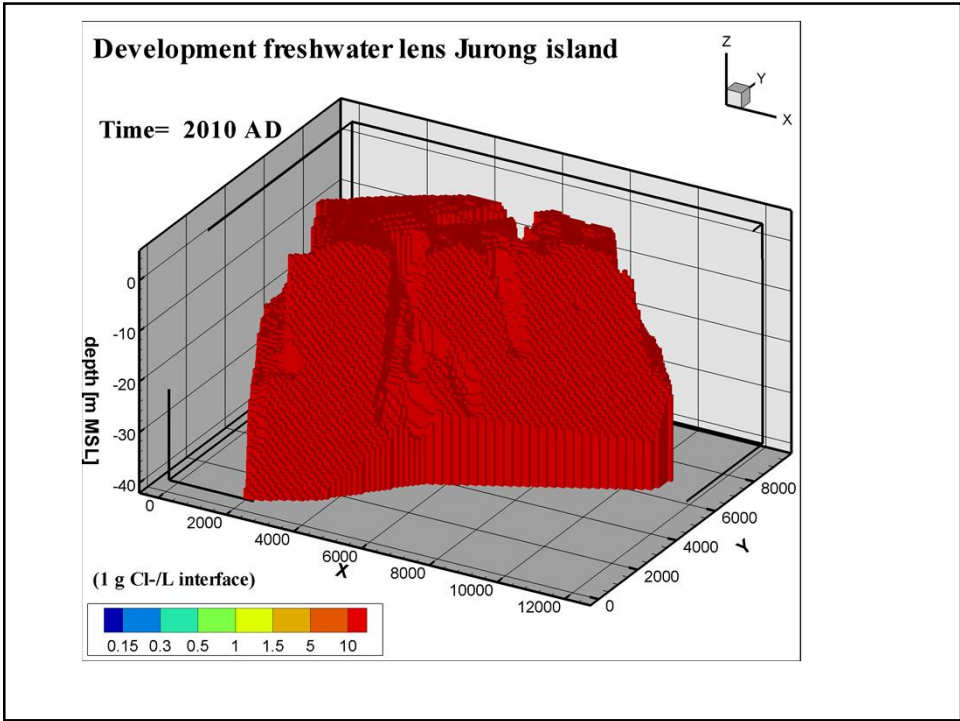 Development freshwater lens Jurong island
Time= 2010 AD
Z
Y
X
0
-10
-20
-30
-40
depth [m MSL]
0
2000
4000
6000
8000
10000
12000
X
0
2000
4000
6000
8000
Y
(1 g Cl-/L interface)
0.15 0.3 0.5 1 1.5 5 10